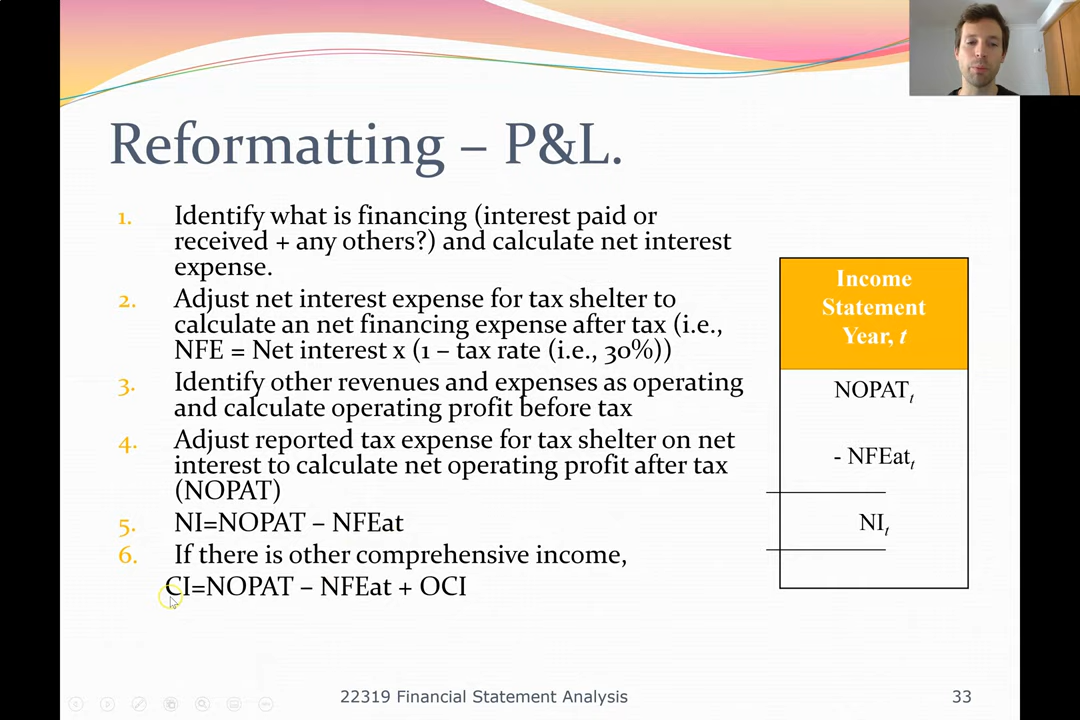 Reformatting – P&L.
1. Identify what is financing (interest paid or
received + any others?) and calculate net interest
expense.
2. Adjust net interest expense for tax shelter to
calculate an net financing expense after tax (i.e.,
NFE = Net interest x (1 – tax rate (i.e., 30%))
3. Identify other revenues and expenses as operating
and calculate operating profit before tax
4. Adjust reported tax expense for tax shelter on net
interest to calculate net operating profit after tax
(NOPAT)
5. NI=NOPAT – NFEat
6. If there is other comprehensive income,
CI=NOPAT – NFEat + OCI
Income
Statement
Year, t
NOPATt
- NFEatt
NIt
22319 Financial Statement Analysis
33